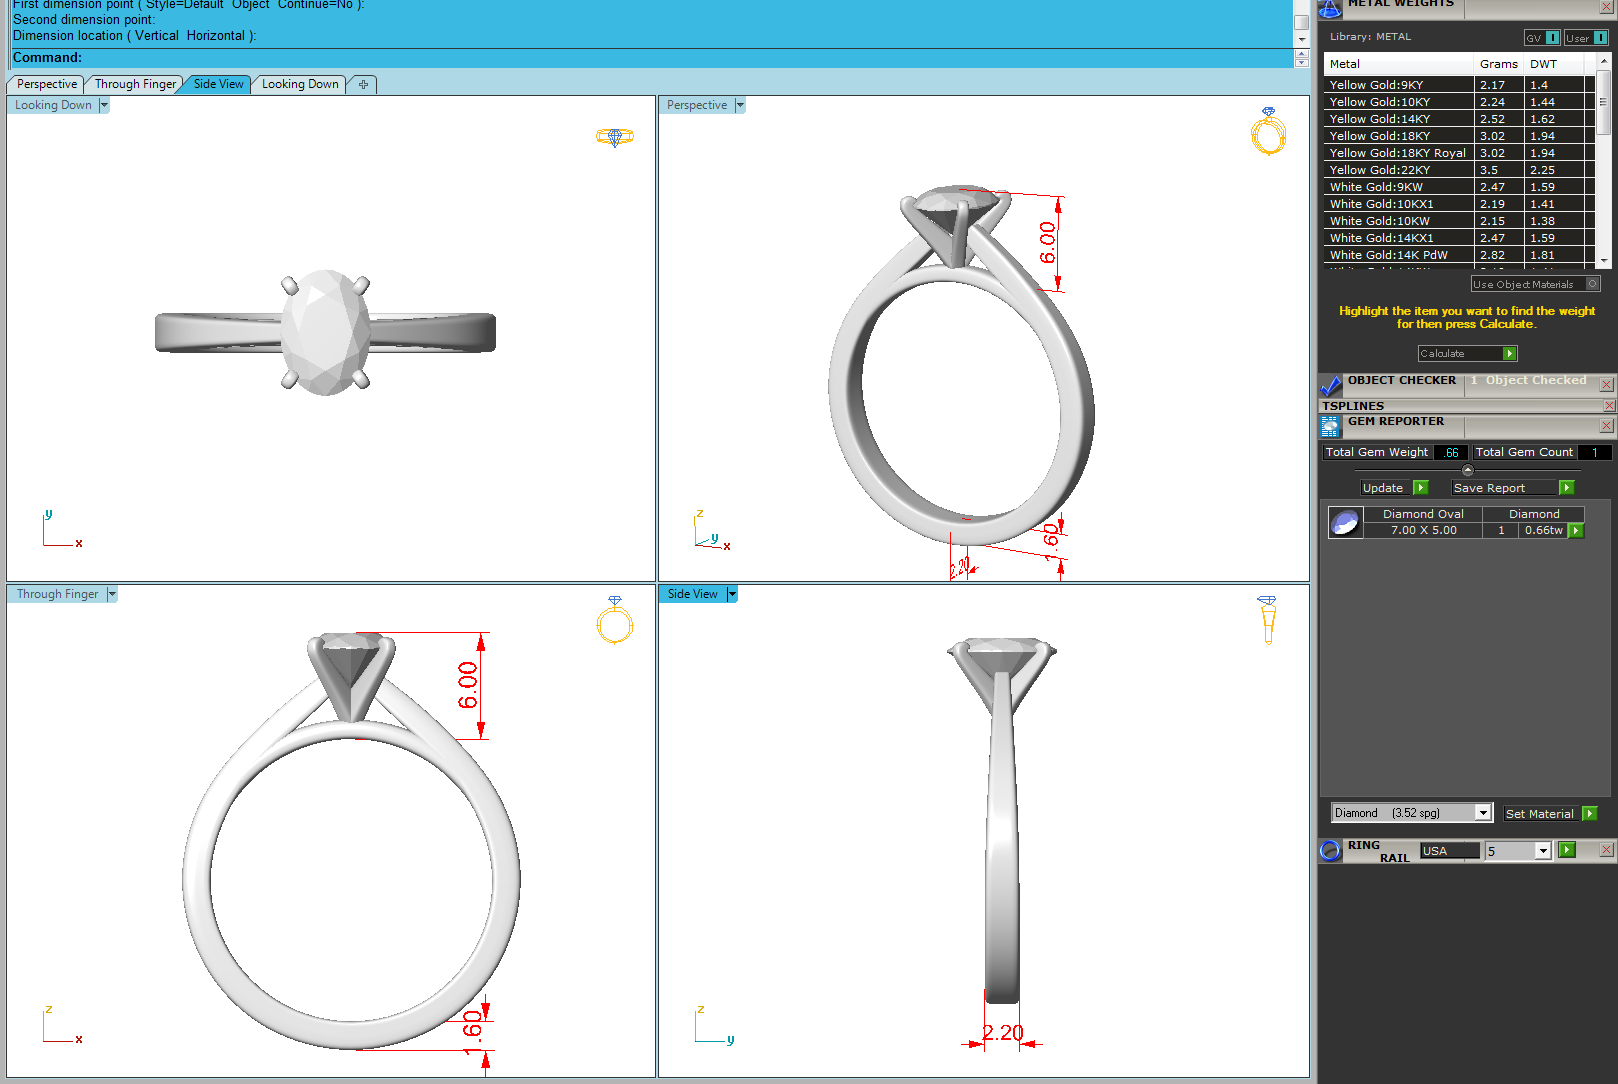 First dimension point ( Style=Default  Object  Continue=No ):
Second dimension point:
Dimension location ( Vertical  Horizontal ):
Command:
Perspective
Through Finger
Side View
Looking Down
Looking Down
y
x
Perspective
6.00
1.60
2.20
z
y
x
Through Finger
6.00
1.60
z
x
Side View
2.20
z
y
METAL WEIGHTS
Library: METAL
GV
User
Metal Grams DWT
Yellow Gold:9KY 2.17 1.4
Yellow Gold:10KY 2.24 1.44
Yellow Gold:14KY 2.52 1.62
Yellow Gold:18KY 3.02 1.94
Yellow Gold:18KY Royal 3.02 1.94
Yellow Gold:22KY 3.5 2.25
White Gold:9KW 2.47 1.59
White Gold:10KX1 2.19 1.41
White Gold:10KW 2.15 1.38
White Gold:14KX1 2.47 1.59
White Gold:14K PdW 2.82 1.81
Use Object Materials
Highlight the item you want to find the weight
for then press Calculate.
Calculate
OBJECT CHECKER 1 Object Checked
TSPLINES
GEM REPORTER
Total Gem Weight .66 Total Gem Count 1
Update Save Report
Diamond Oval Diamond
7.00 X 5.00 1 0.66tw
Diamond (3.52 spg) Set Material
RING
RAIL USA 5